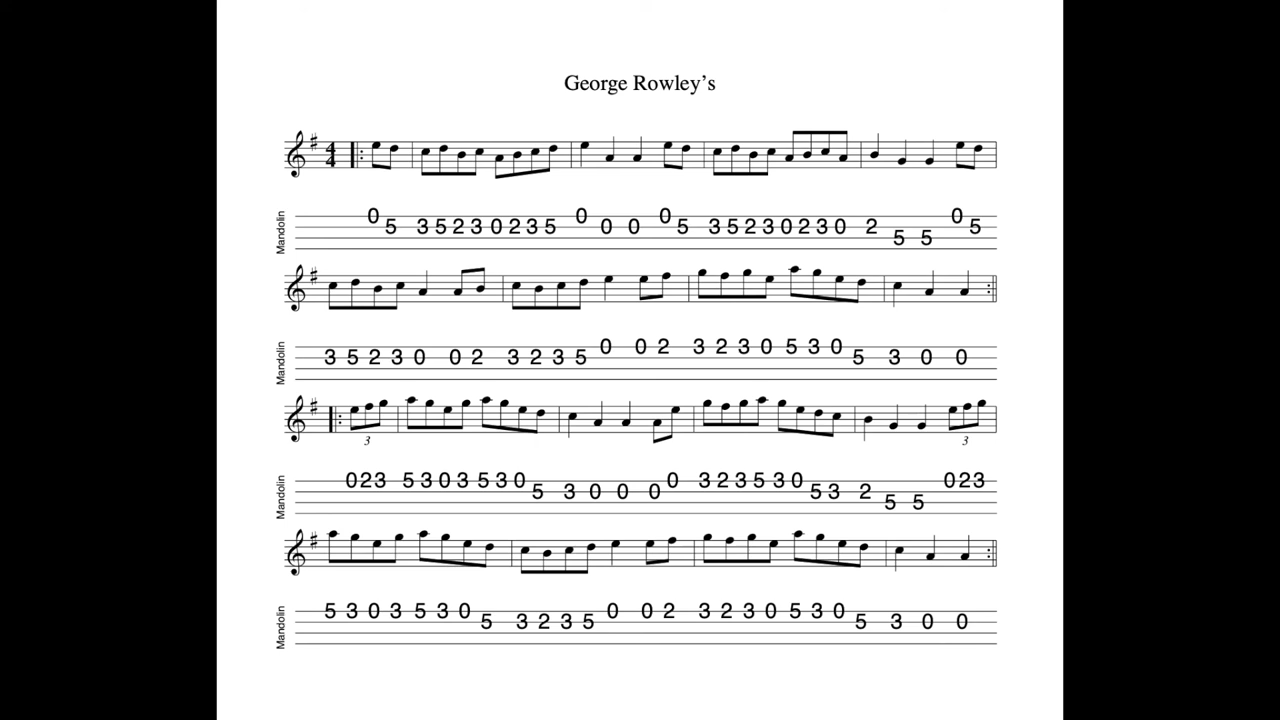 George Rowley’s
4
4
Mandolin
0 5 3 5 2 3 0 2 3 5 0 0 0 0 5 3 5 2 3 0 2 3 0 2 5 5 0 5
Mandolin
3 5 2 3 0 0 2 3 2 3 5 0 0 2 3 2 3 0 5 3 0 5 3 0 0
3 3
Mandolin
0 2 3 5 3 0 3 5 3 0 5 3 0 0 0 0 3 2 3 5 3 0 5 3 2 5 5 0 2 3
Mandolin
5 3 0 3 5 3 0 5 3 2 3 5 0 0 2 3 2 3 0 5 3 0 5 3 0 0